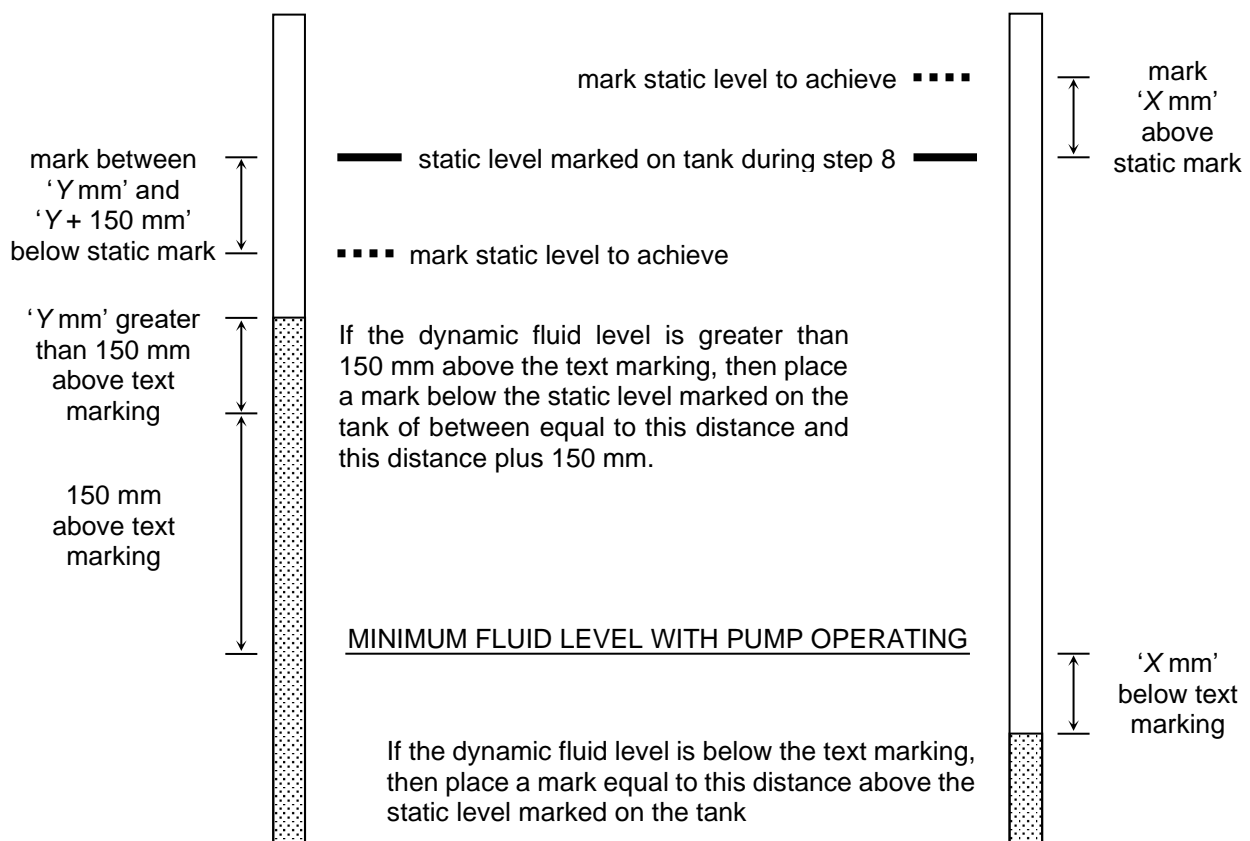 mark static level to achieve
mark
‘X mm’
above
static mark
mark between
‘Y mm’ and
‘Y + 150 mm’
below static mark
static level marked on tank during step 8
mark static level to achieve
‘Y mm’ greater
than 150 mm
above text
marking
If the dynamic fluid level is greater than
150 mm above the text marking, then place
a mark below the static level marked on the
tank of between equal to this distance and
this distance plus 150 mm.
150 mm
above text
marking
MINIMUM FLUID LEVEL WITH PUMP OPERATING
‘X mm’
below text
marking
If the dynamic fluid level is below the text marking,
then place a mark equal to this distance above the
static level marked on the tank